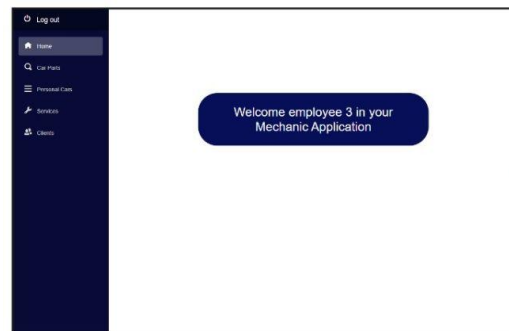 Log out
Home
Car Parts
Personal Cars
Services
Clients
Welcome employee 3 in your
Mechanic Application